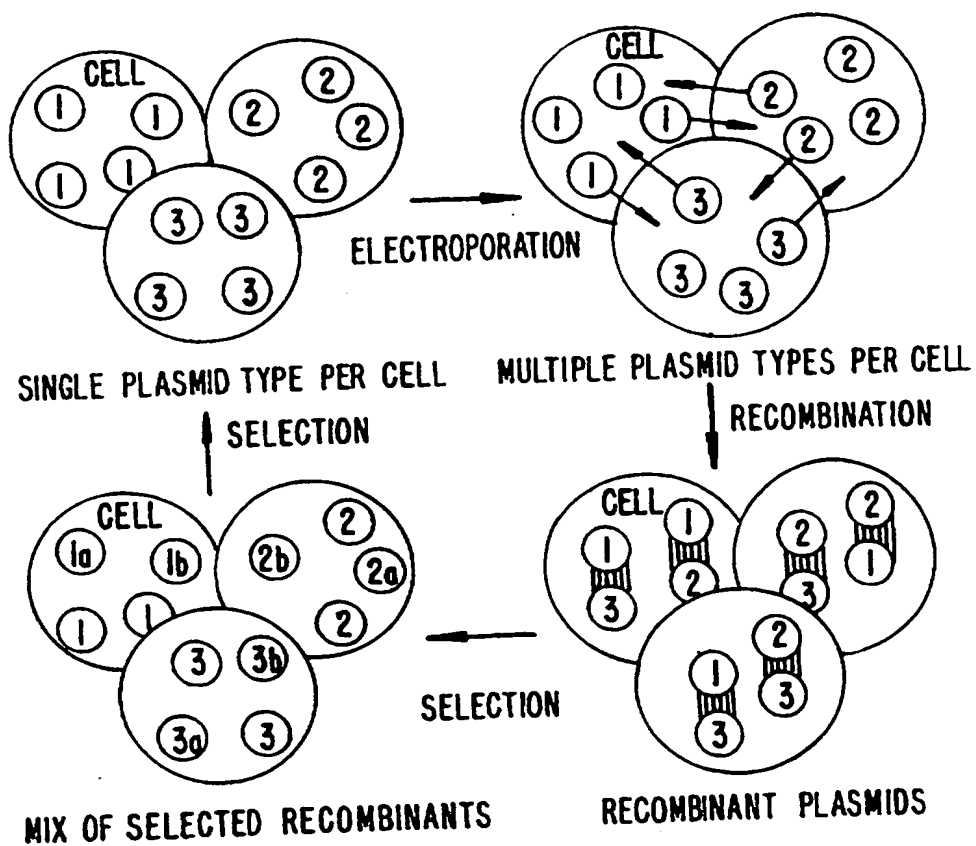 CELL
1 1 1 1
2 2 2 2
3 3
3 3
SINGLE PLASMID TYPE PER CELL
ELECTROPORATION
CELL
1 1 1 1
2 2 2 2
3 3
3 3
MULTIPLE PLASMID TYPES PER CELL
RECOMBINATION
CELL
1 1
3 2
2 2
3 1
1 2
3 3
RECOMBINANT PLASMIDS
SELECTION
CELL
1a 1b
1 1
2
2b 2a
2
3 3b
3a 3
MIX OF SELECTED RECOMBINANTS
SELECTION